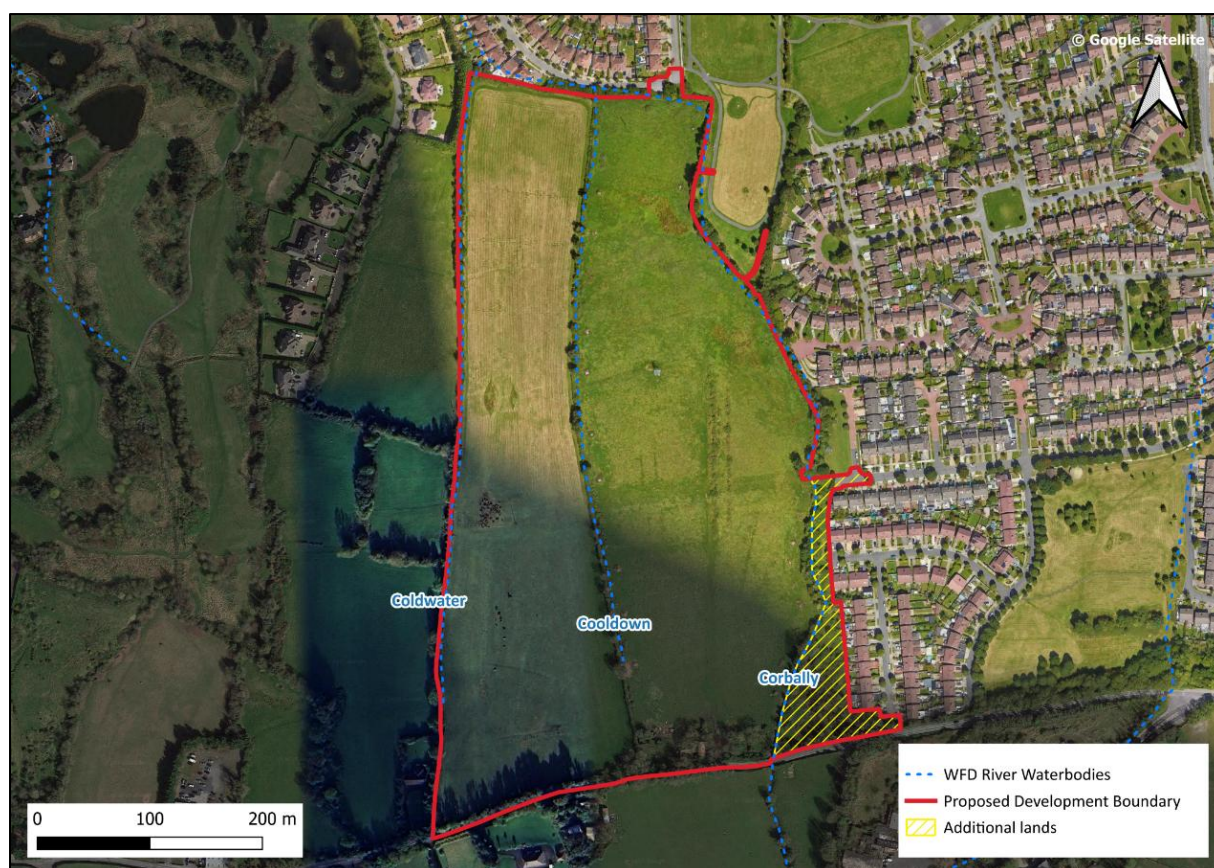 © Google Satellite
Coldwater
Cooldown
Corbally
0 100 200 m
WFD River Waterbodies
Proposed Development Boundary
Additional lands